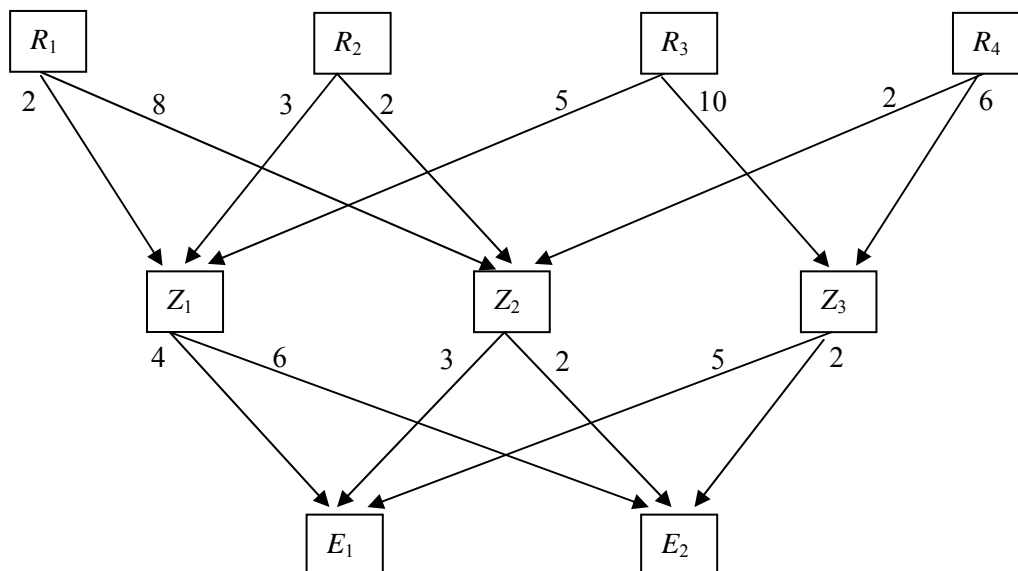 R₁ R₂ R₃ R₄
2 8 3 2 5 10 2 6
Z₁ Z₂ Z₃
4 6 3 2 5 2
E₁ E₂